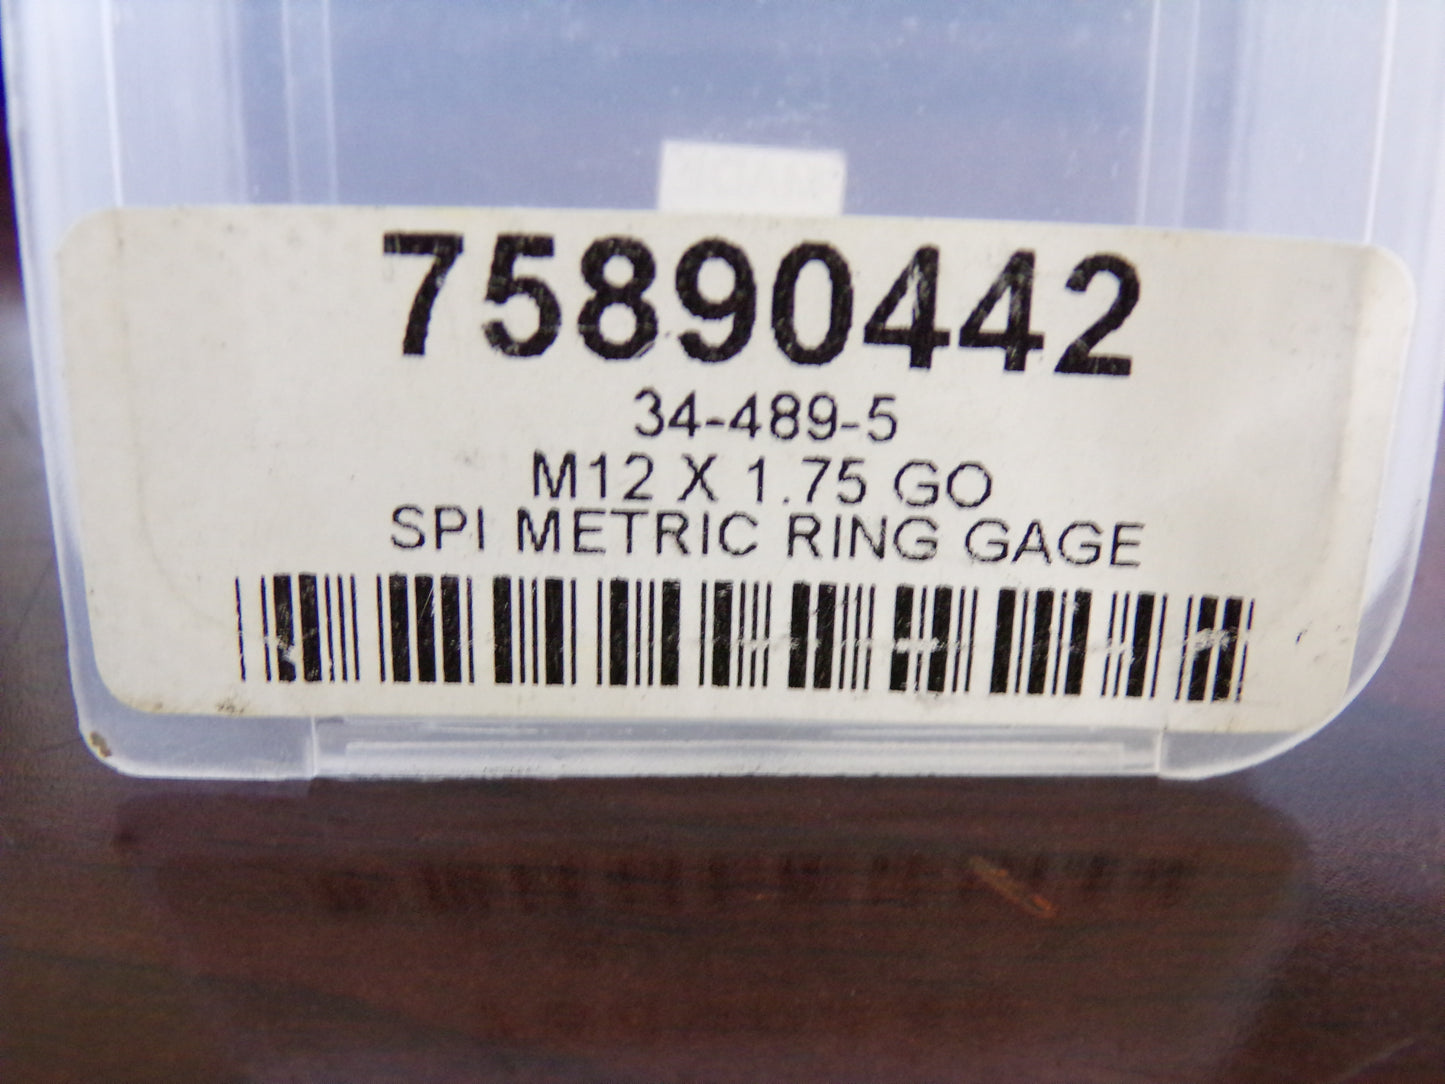 75890442
34-489-5
M12 X 1.75 GO
SPI METRIC RING GAGE